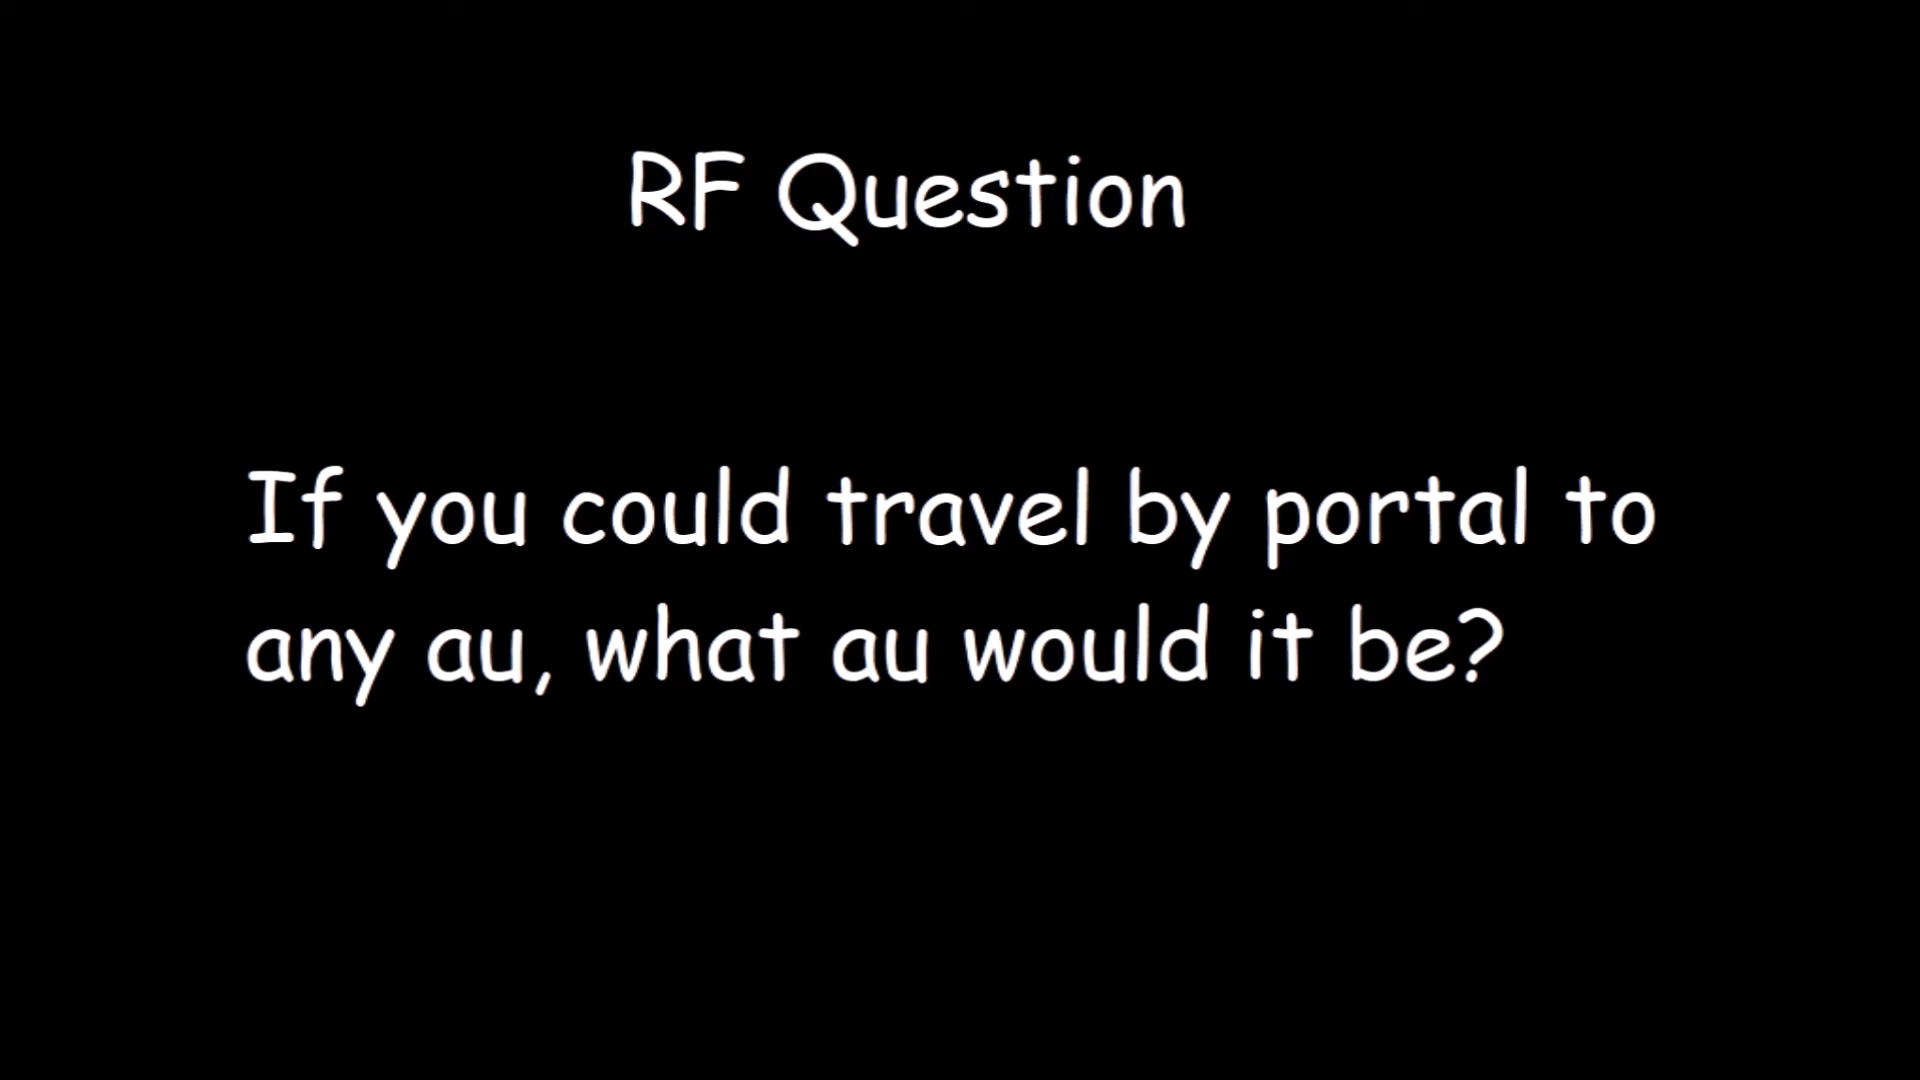 RF Question
If you could travel by portal to
any au, what au would it be?